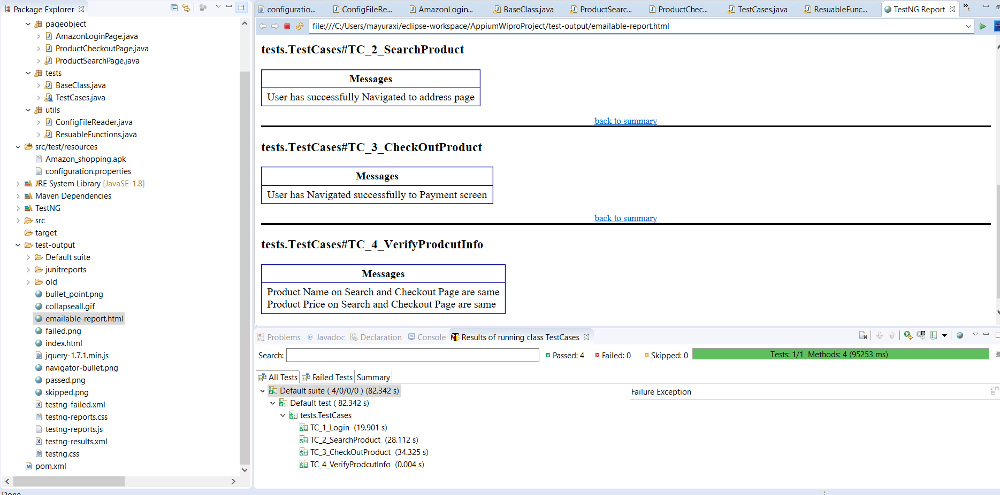 Package Explorer
pageobject
AmazonLoginPage.java
ProductCheckoutPage.java
ProductSearchPage.java
tests
BaseClass.java
TestCases.java
utils
ConfigFileReader.java
ResuableFunctions.java
src/test/resources
Amazon_shopping.apk
configuration.properties
JRE System Library [JavaSE-1.8]
Maven Dependencies
TestNG
src
target
test-output
Default suite
junitreports
old
bullet_point.png
collapseall.gif
emailable-report.html
failed.png
index.html
jquery-1.7.1.min.js
navigator-bullet.png
passed.png
skipped.png
testng-failed.xml
testng-reports.css
testng-reports.js
testng-results.xml
testng.css
pom.xml
Done
configuratio... ConfigFileRe... AmazonLogin... BaseClass.java ProductSearc... ProductChec... TestCases.java ResuableFunc... TestNG Report 1
file:///C:/Users/mayuraxi/eclipse-workspace/AppiumWiproProject/test-output/emailable-report.html
tests.TestCases#TC_2_SearchProduct
Messages
User has successfully Navigated to address page
back to summary
tests.TestCases#TC_3_CheckOutProduct
Messages
User has Navigated successfully to Payment screen
back to summary
tests.TestCases#TC_4_VerifyProdcutInfo
Messages
Product Name on Search and Checkout Page are same
Product Price on Search and Checkout Page are same
Problems @ Javadoc Declaration Console Results of running class TestCases
Search: Passed: 4 Failed: 0 Skipped: 0 Tests: 1/1 Methods: 4 (95253 ms)
All Tests Failed Tests Summary
Default suite ( 4/0/0/0 ) (82.342 s)
Failure Exception
Default test ( 82.342 s)
tests.TestCases
TC_1_Login (19.901 s)
TC_2_SearchProduct (28.112 s)
TC_3_CheckOutProduct (34.325 s)
TC_4_VerifyProdcutInfo (0.004 s)